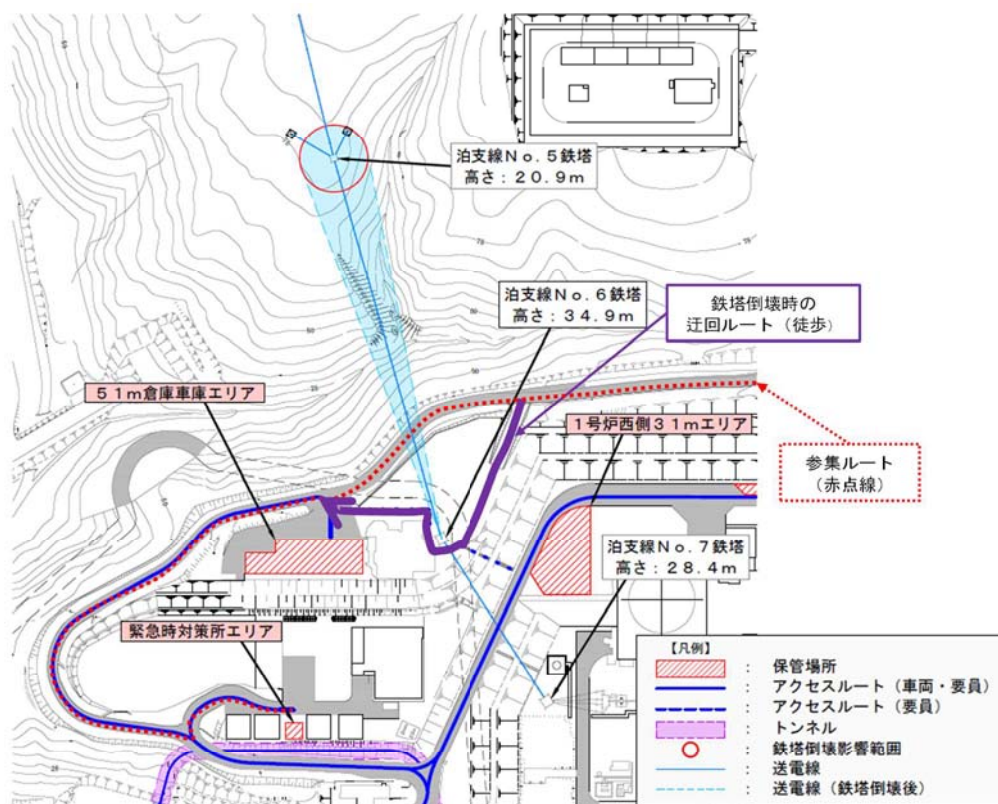 泊支線No.5鉄塔
高さ:20.9m
泊支線No.6鉄塔
高さ:34.9m
鉄塔倒壊時の
迂回ルート(徒歩)
51m倉庫車庫エリア
1号炉西側31mエリア
参集ルート
(赤点線)
泊支線No.7鉄塔
高さ:28.4m
緊急時対策所エリア
【凡例】
: 保管場所
: アクセスルート(車両・要員)
: アクセスルート(要員)
: トンネル
: 鉄塔倒壊影響範囲
: 送電線
: 送電線(鉄塔倒壊後)